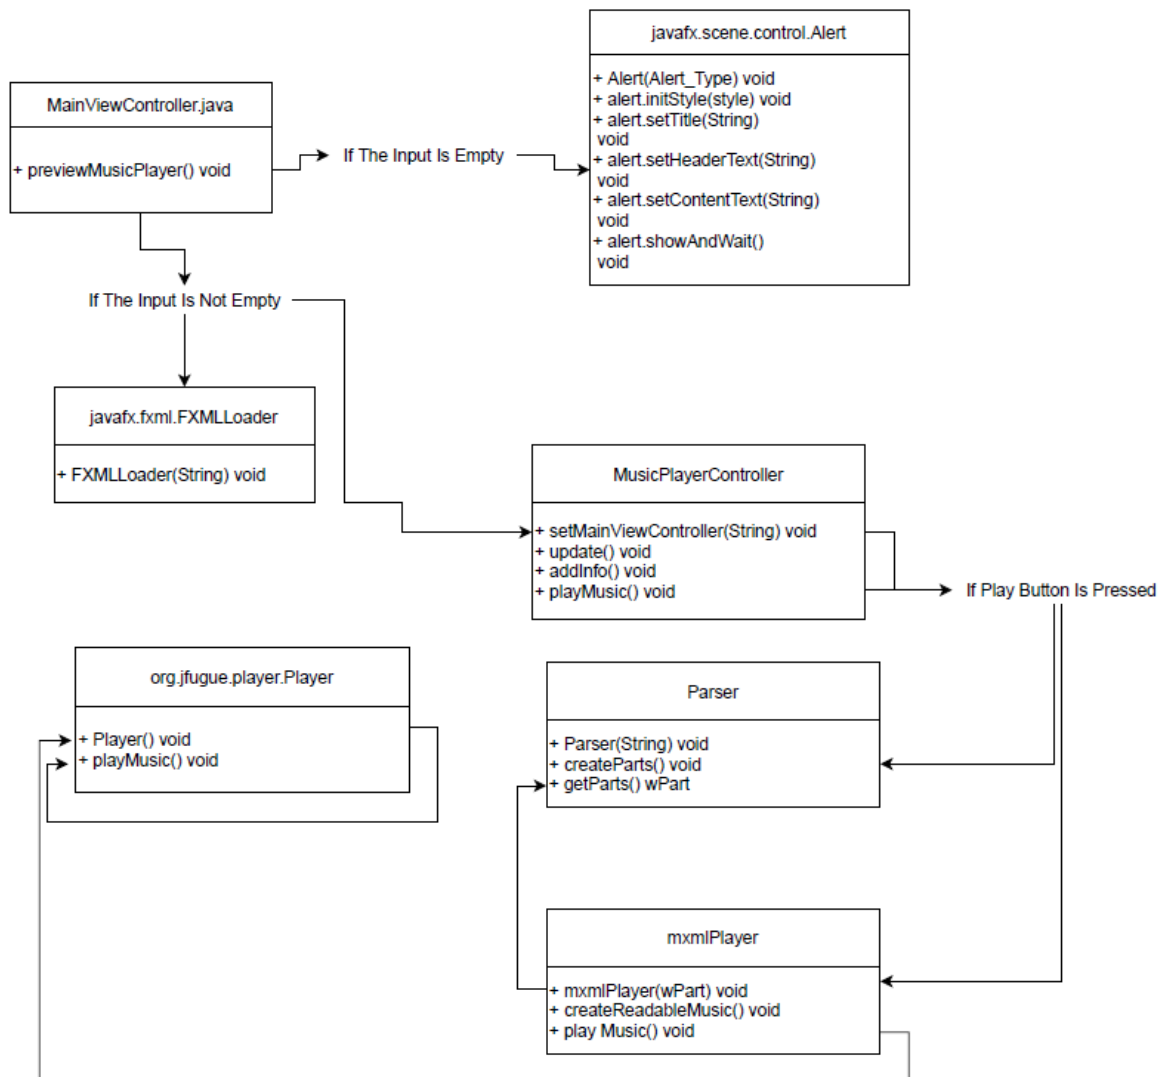 javafx.scene.control.Alert
+ Alert(Alert_Type) void
+ alert.initStyle(style) void
+ alert.setTitle(String)
void
+ alert.setHeaderText(String)
void
+ alert.setContentText(String)
void
+ alert.showAndWait()
void
MainViewController.java
+ previewMusicPlayer() void
If The Input Is Empty
If The Input Is Not Empty
javafx.fxml.FXMLLoader
+ FXMLLoader(String) void
MusicPlayerController
+ setMainViewController(String) void
+ update() void
+ addInfo() void
+ playMusic() void
If Play Button Is Pressed
org.jfugue.player.Player
+ Player() void
+ playMusic() void
Parser
+ Parser(String) void
+ createParts() void
+ getParts() wPart
mxmlPlayer
+ mxmlPlayer(wPart) void
+ createReadableMusic() void
+ play Music() void